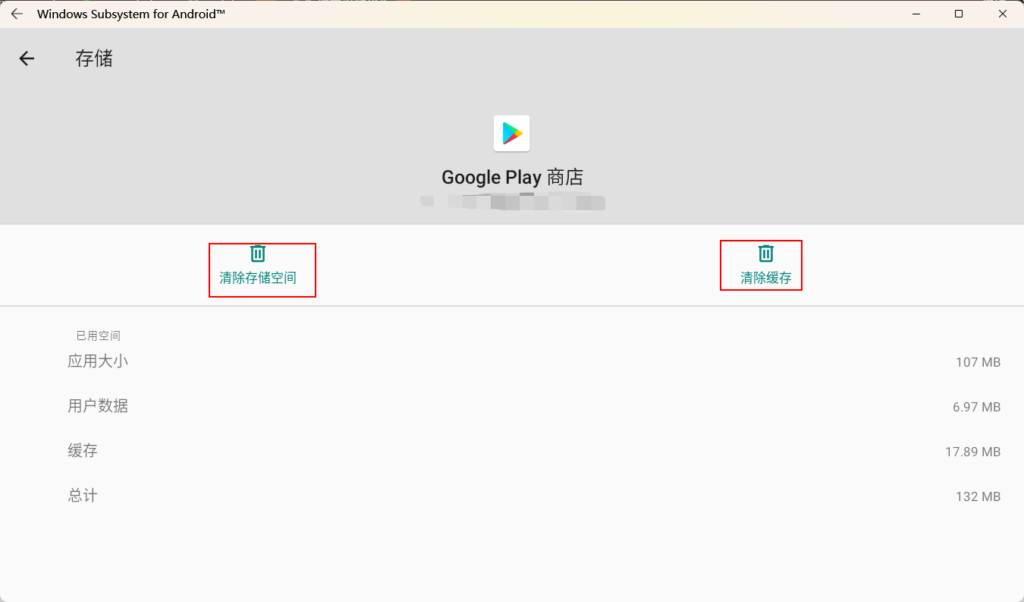 Windows Subsystem for Android™
存储
Google Play 商店
清除存储空间
清除缓存
已用空间
应用大小 107 MB
用户数据 6.97 MB
缓存 17.89 MB
总计 132 MB